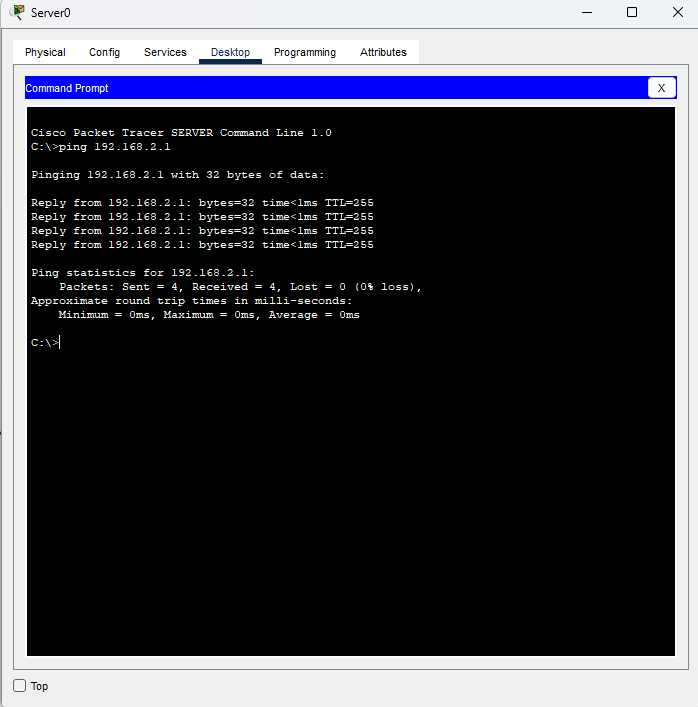 Server0
Physical Config Services Desktop Programming Attributes
Command Prompt
X
Cisco Packet Tracer SERVER Command Line 1.0
C:\>ping 192.168.2.1
Pinging 192.168.2.1 with 32 bytes of data:
Reply from 192.168.2.1: bytes=32 time<1ms TTL=255
Reply from 192.168.2.1: bytes=32 time<1ms TTL=255
Reply from 192.168.2.1: bytes=32 time<1ms TTL=255
Reply from 192.168.2.1: bytes=32 time<1ms TTL=255
Ping statistics for 192.168.2.1:
    Packets: Sent = 4, Received = 4, Lost = 0 (0% loss),
Approximate round trip times in milli-seconds:
    Minimum = 0ms, Maximum = 0ms, Average = 0ms
C:\>
Top